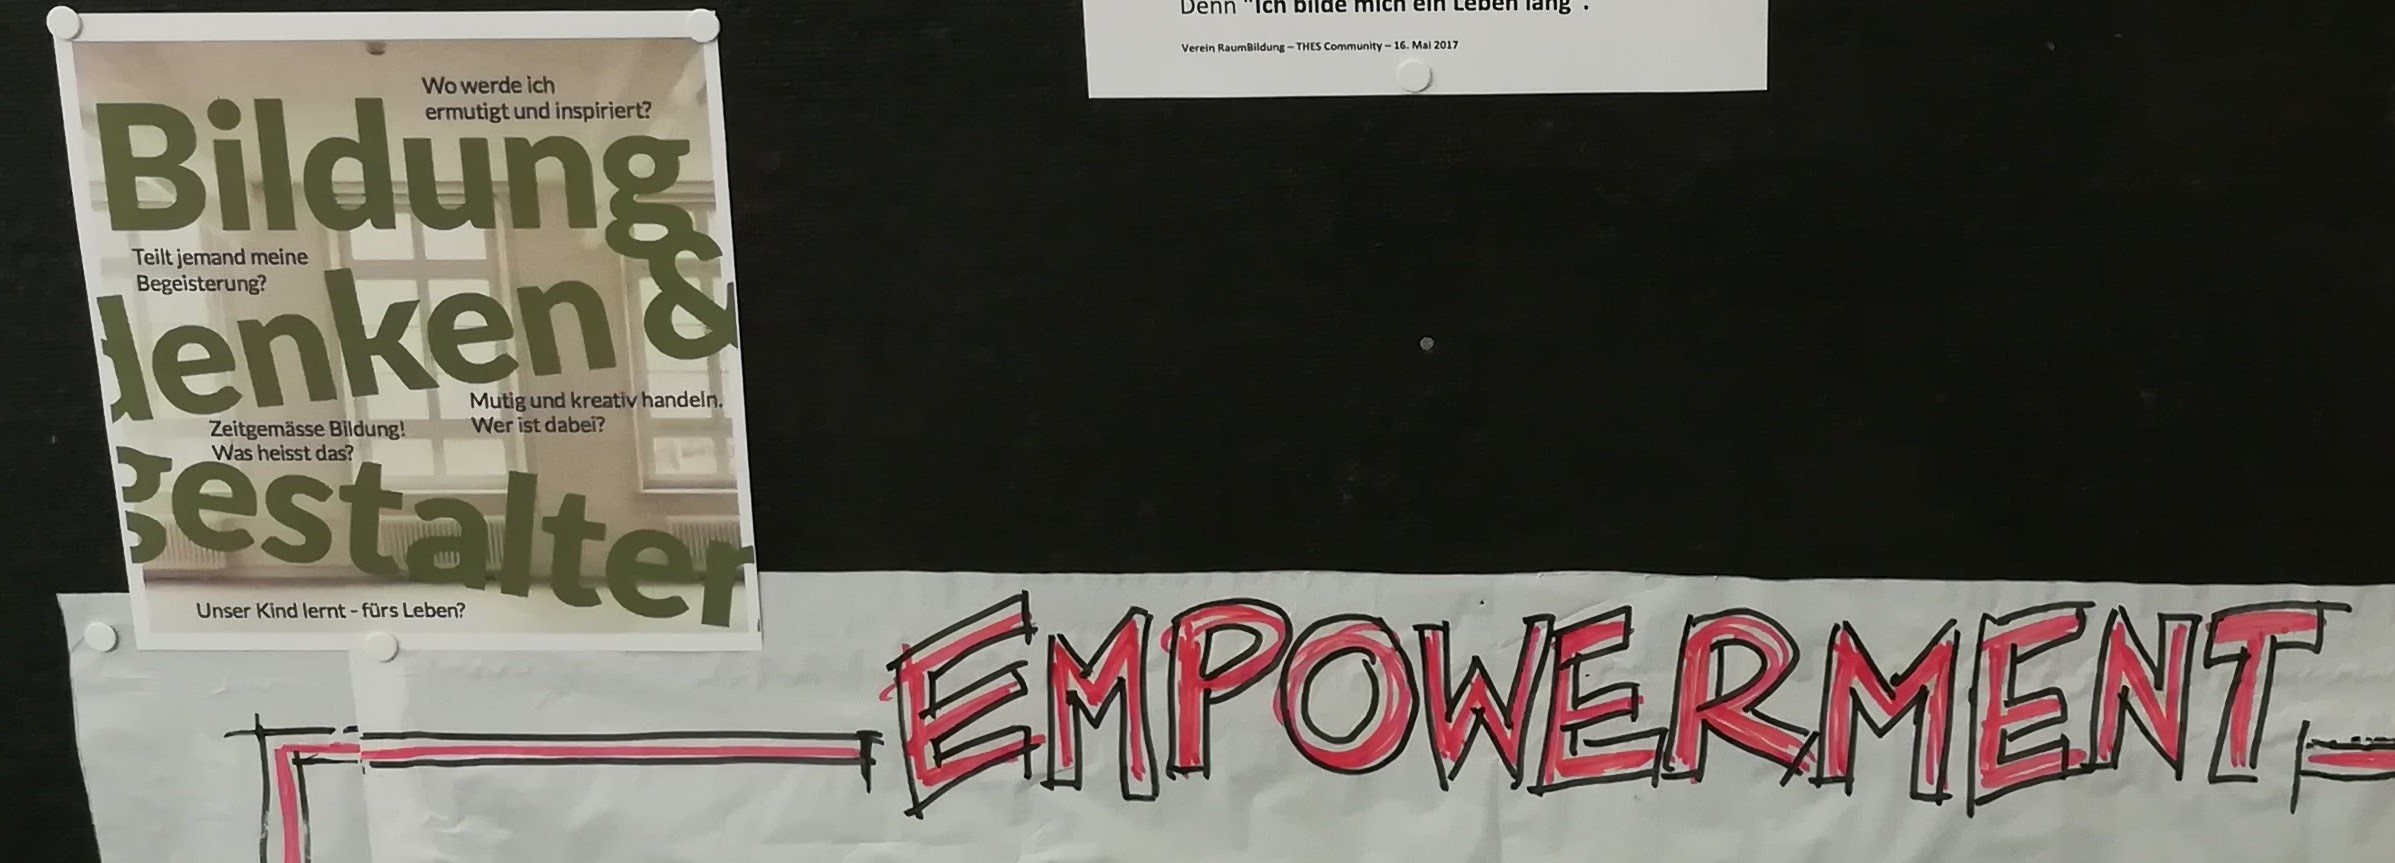 Denn "Ich bilde mich ein Leben lang".
Verein RaumBildung – THES Community – 16. Mai 2017
Wo werde ich
ermutigt und inspiriert?
Bildung
Teilt jemand meine
Begeisterung?
denken &
Mutig und kreativ handeln.
Wer ist dabei?
Zeitgemässe Bildung!
Was heisst das?
gestalten
Unser Kind lernt - fürs Leben?
EMPOWERMENT